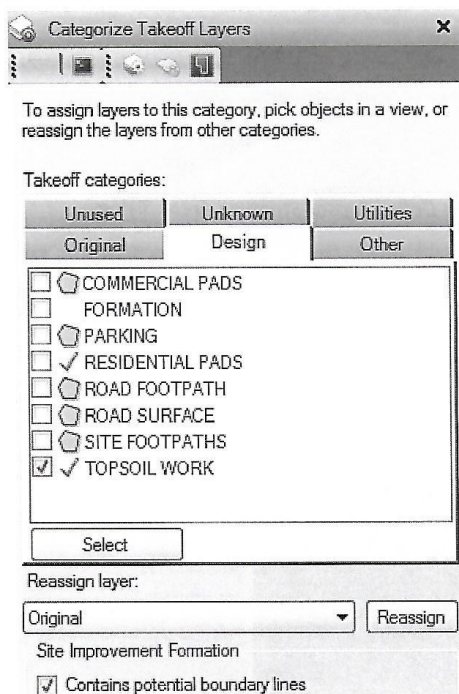 Categorize Takeoff Layers
To assign layers to this category, pick objects in a view, or
reassign the layers from other categories.
Takeoff categories:
Unused Unknown Utilities
Original Design Other
COMMERCIAL PADS
FORMATION
PARKING
RESIDENTIAL PADS
ROAD FOOTPATH
ROAD SURFACE
SITE FOOTPATHS
TOPSOIL WORK
Select
Reassign layer:
Original Reassign
Site Improvement Formation
Contains potential boundary lines